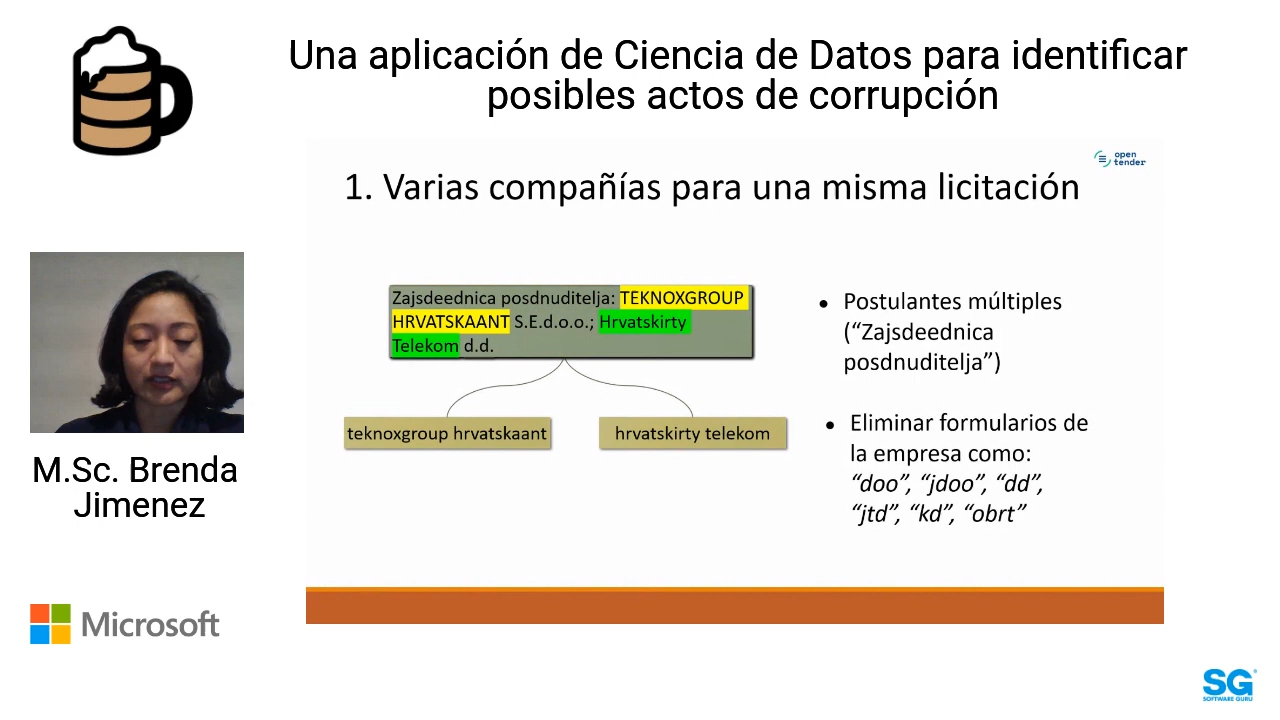 Una aplicación de Ciencia de Datos para identificar
posibles actos de corrupción
open
tender
1. Varias compañías para una misma licitación
Zajsdeednica posdnuditelja: TEKNOXGROUP
HRVATSKAANT S.E.d.o.o.; Hrvatskirty
Telekom d.d.
teknoxgroup hrvatskaant
hrvatskirty telekom
• Postulantes múltiples
(“Zajsdeednica
posdnuditelja”)
• Eliminar formularios de
la empresa como:
“doo”, “jdoo”, “dd”,
“jtd”, “kd”, “obrt”
M.Sc. Brenda
Jimenez
Microsoft
SG
SOFTWARE GURU